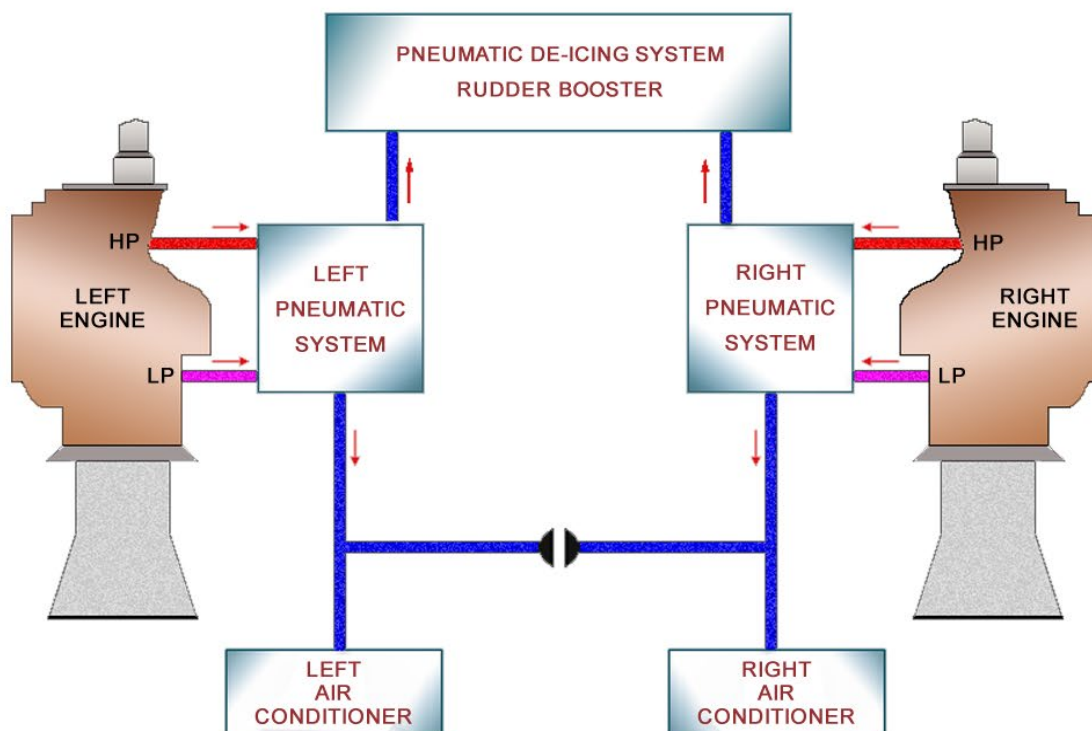 PNEUMATIC DE-ICING SYSTEM
RUDDER BOOSTER
HP
LEFT
ENGINE
LP
LEFT
PNEUMATIC
SYSTEM
RIGHT
PNEUMATIC
SYSTEM
HP
RIGHT
ENGINE
LP
LEFT
AIR
CONDITIONER
RIGHT
AIR
CONDITIONER